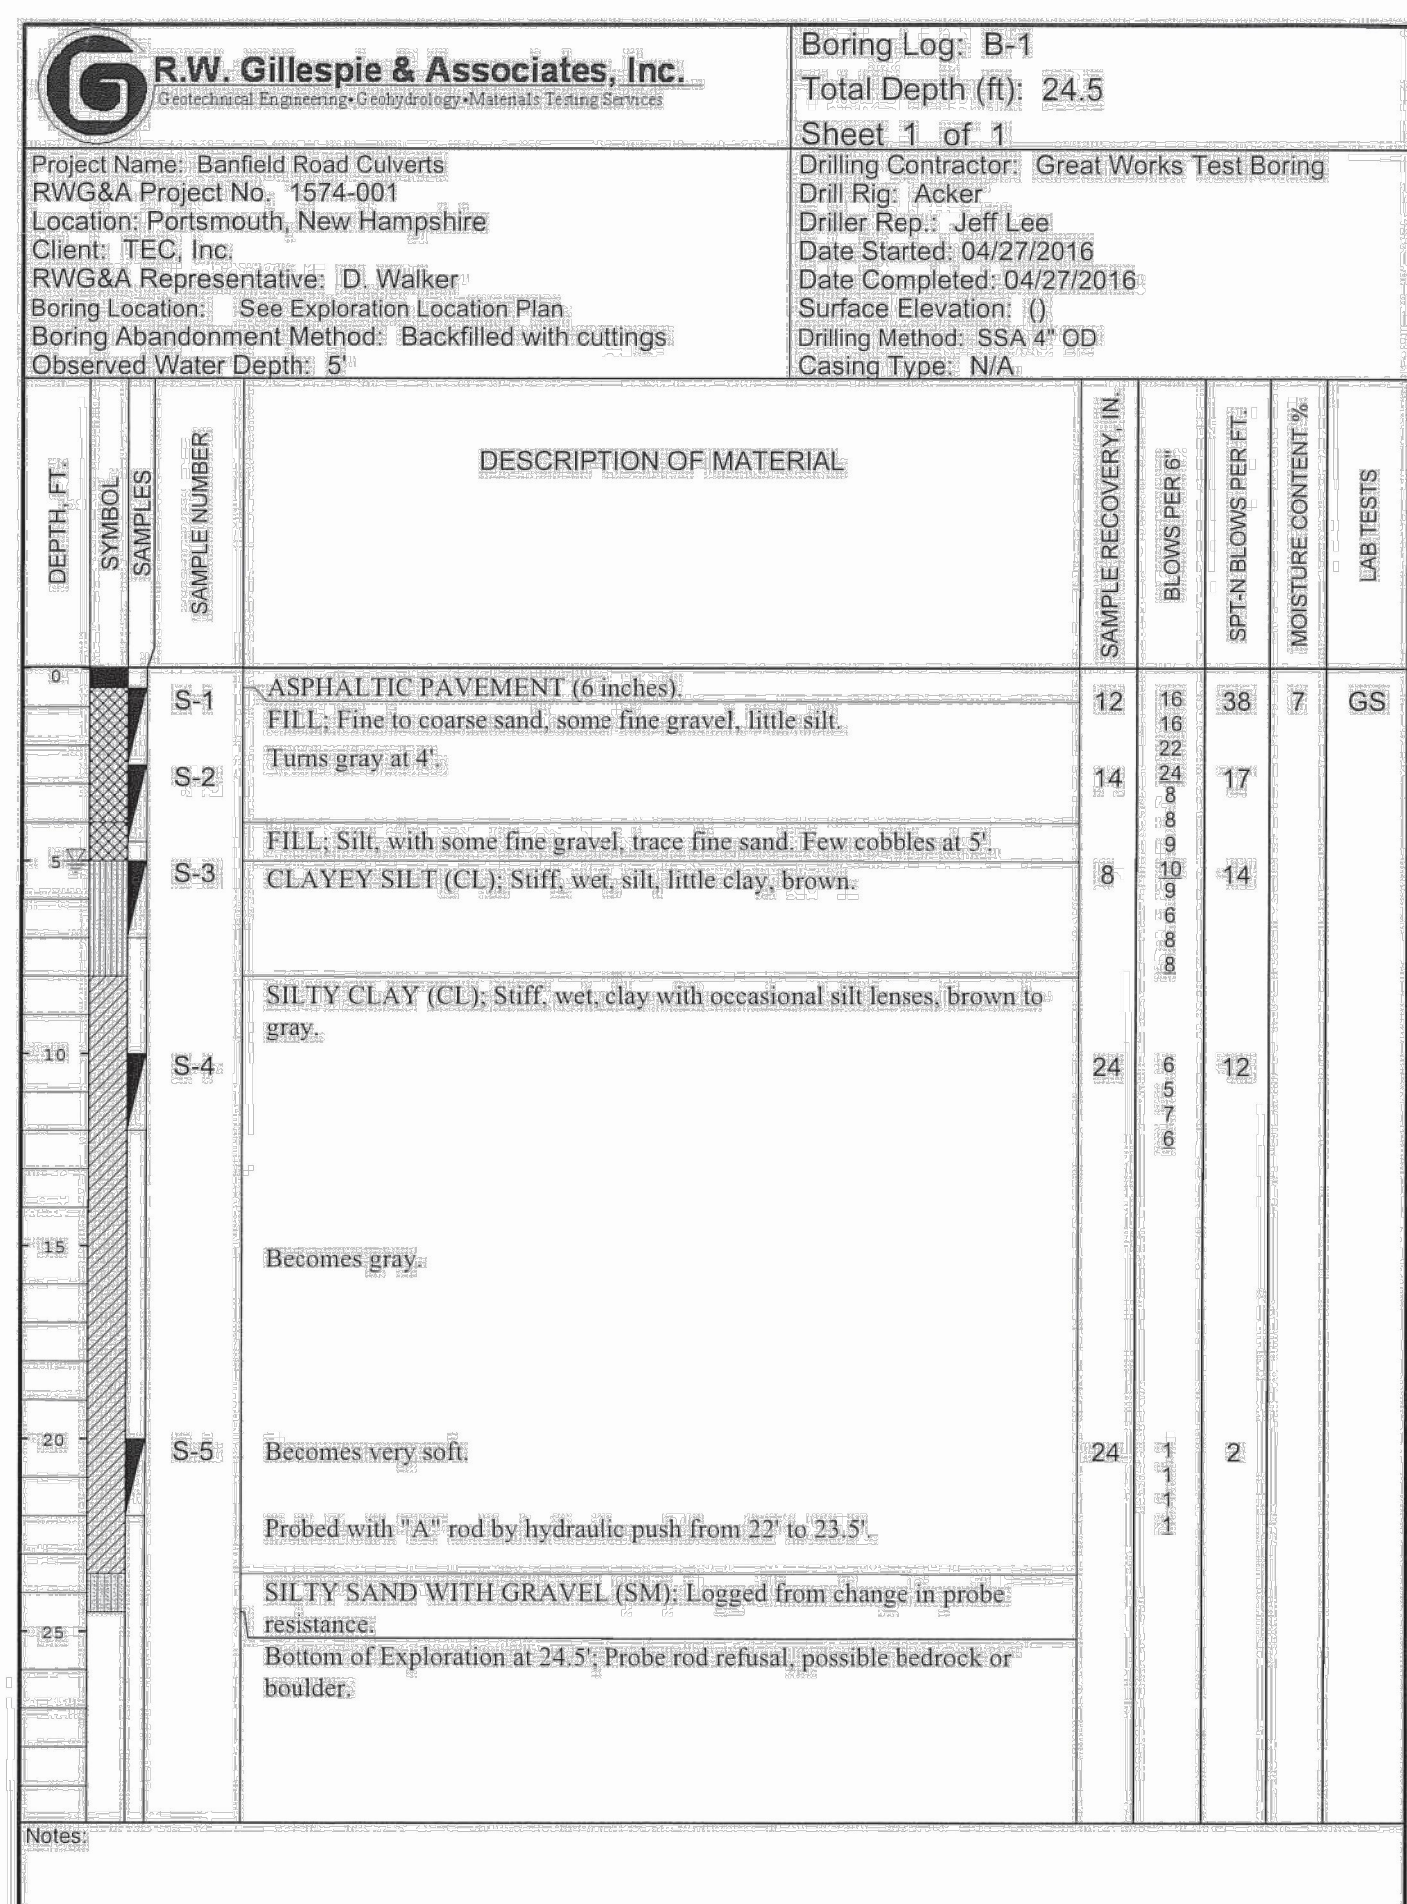 R.W. Gillespie & Associates, Inc.
Geotechnical Engineering•Geohydrology•Materials Testing Services
Boring Log: B-1
Total Depth (ft): 24.5
Sheet 1 of 1
Project Name: Banfield Road Culverts
RWG&A Project No. 1574-001
Location: Portsmouth, New Hampshire
Client: TEC, Inc.
RWG&A Representative: D. Walker
Boring Location: See Exploration Location Plan
Boring Abandonment Method: Backfilled with cuttings
Observed Water Depth: 5'
Drilling Contractor: Great Works Test Boring
Drill Rig: Acker
Driller Rep.: Jeff Lee
Date Started: 04/27/2016
Date Completed: 04/27/2016
Surface Elevation: ()
Drilling Method: SSA 4" OD
Casing Type: N/A
DEPTH, FT.
SYMBOL
SAMPLES
SAMPLE NUMBER
DESCRIPTION OF MATERIAL
SAMPLE RECOVERY, IN.
BLOWS PER 6"
SPT-N BLOWS PER FT.
MOISTURE CONTENT %
LAB TESTS
0
S-1 ASPHALTIC PAVEMENT (6 inches). 12 16 38 7 GS
FILL; Fine to coarse sand, some fine gravel, little silt. 16
22
Turns gray at 4'.
S-2 14 24 17
8
8
FILL; Silt, with some fine gravel, trace fine sand. Few cobbles at 5'. 9
5 S-3 CLAYEY SILT (CL); Stiff, wet, silt, little clay, brown. 8 10 14
9
6
8
8
SILTY CLAY (CL); Stiff, wet, clay with occasional silt lenses, brown to
gray.
10 S-4 24 6 12
5
7
6
15 Becomes gray.
20 S-5 Becomes very soft. 24 1 2
1
1
Probed with "A" rod by hydraulic push from 22' to 23.5'. 1
SILTY SAND WITH GRAVEL (SM); Logged from change in probe
resistance.
25
Bottom of Exploration at 24.5'; Probe rod refusal, possible bedrock or
boulder.
Notes: